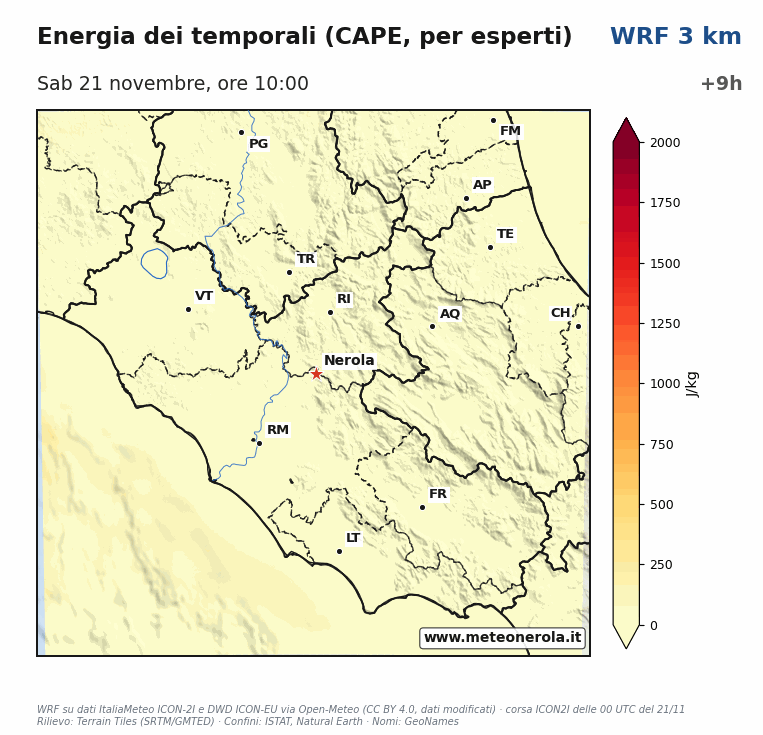 Energia dei temporali (CAPE, per esperti) WRF 3 km
Sab 21 novembre, ore 10:00 +9h
FM
PG
AP
TE
TR
VT
RI
AQ
CH
Nerola
RM
FR
LT
www.meteonerola.it
2000
1750
1500
1250
1000
750
500
250
0
J/kg
WRF su dati ItaliaMeteo ICON-2I e DWD ICON-EU via Open-Meteo (CC BY 4.0, dati modificati) · corsa ICON2I delle 00 UTC del 21/11
Rilievo: Terrain Tiles (SRTM/GMTED) · Confini: ISTAT, Natural Earth · Nomi: GeoNames